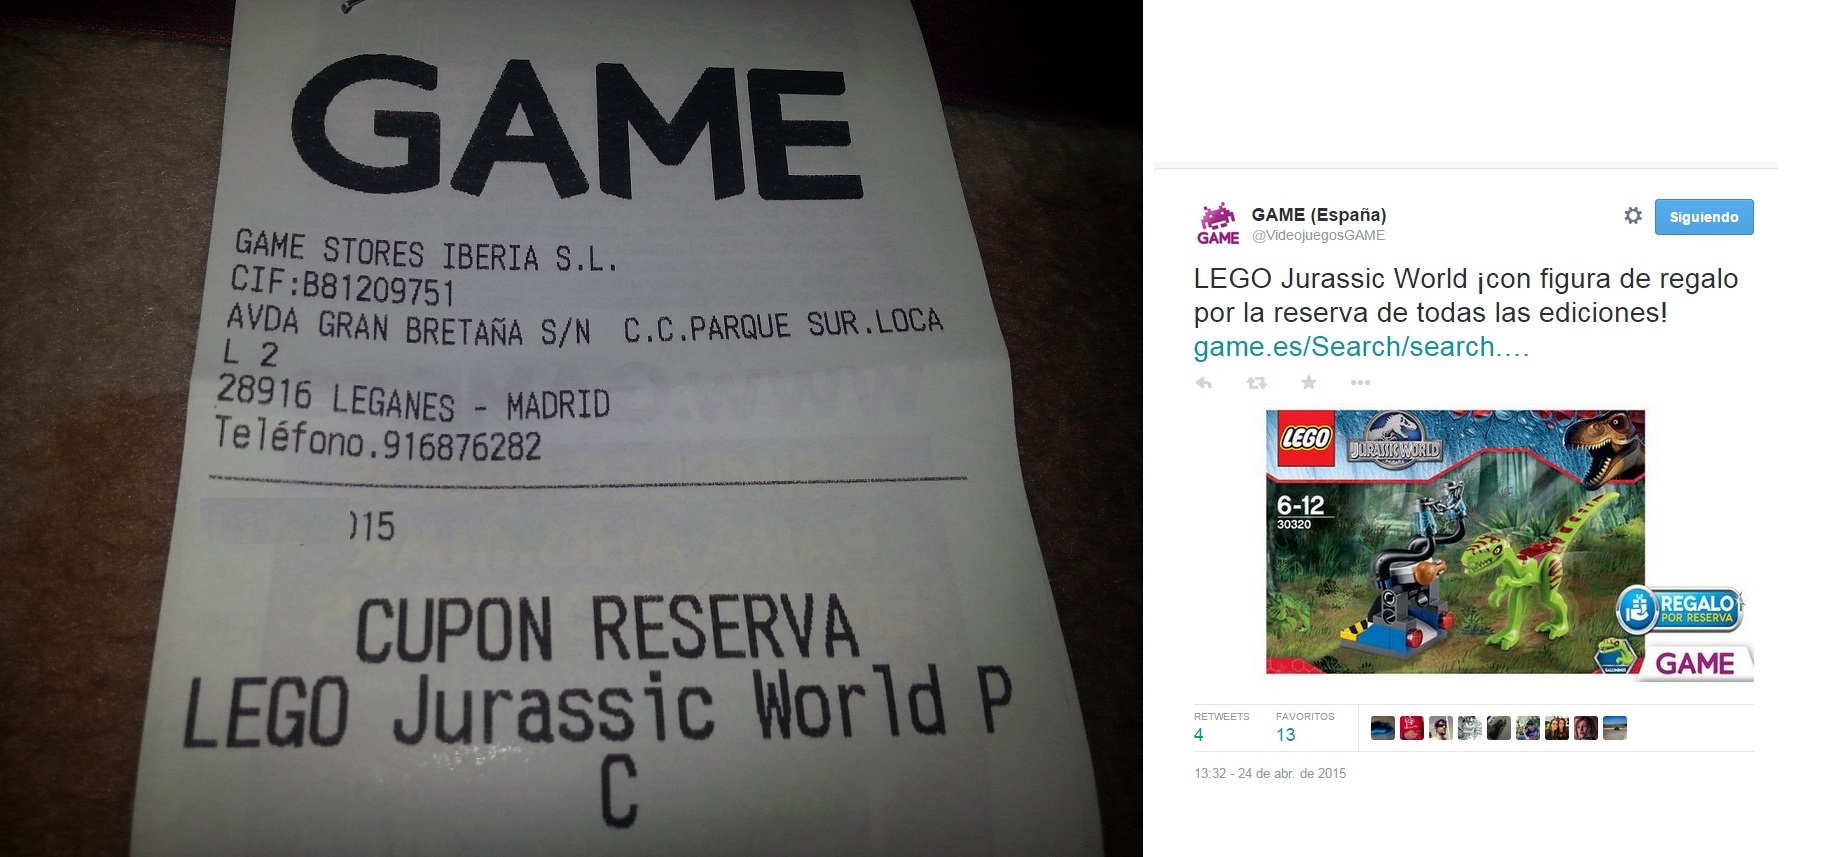 GAME
GAME STORES IBERIA S.L.
CIF:B81209751
AVDA GRAN BRETAÑA S/N C.C.PARQUE SUR.LOCA
L 2
28916 LEGANES - MADRID
Teléfono.916876282
015
CUPON RESERVA
LEGO Jurassic World P
C
GAME
GAME (España)
@VideojuegosGAME
Siguiendo
LEGO Jurassic World ¡con figura de regalo
por la reserva de todas las ediciones!
game.es/Search/search.…
LEGO
JURASSIC WORLD
6-12
30320
REGALO
POR RESERVA
GAME
RETWEETS
4
FAVORITOS
13
13:32 - 24 de abr. de 2015